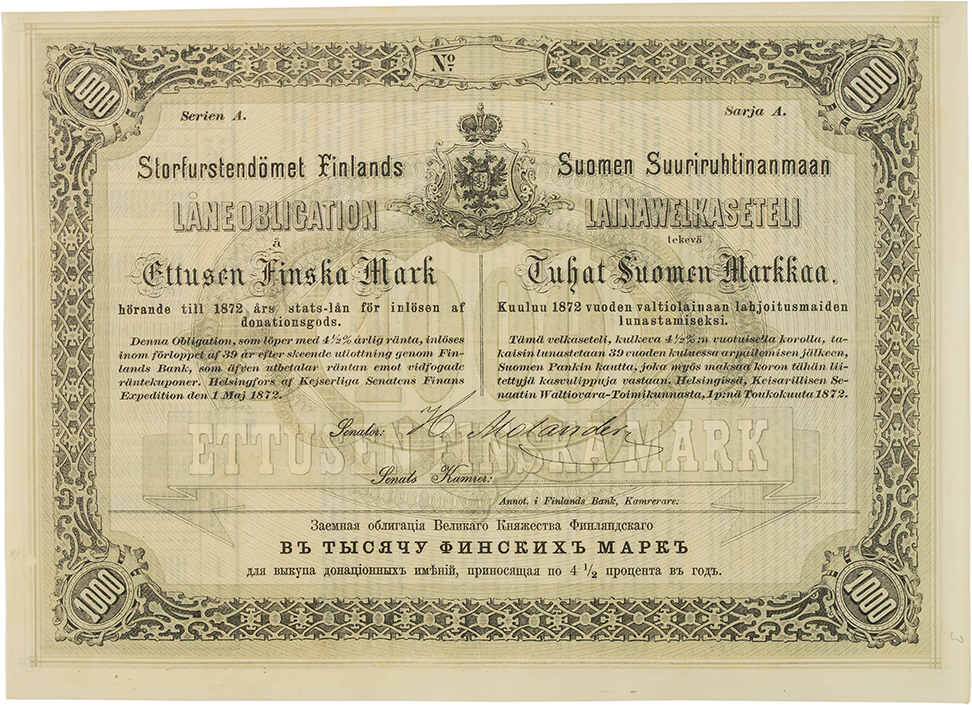 1000
Nº
1000
Serien A.
Sarja A.
Storfurstendömet Finlands
LÅNEOBLIGATION
à
Ettusen Finska Mark
hörande till 1872 års stats-lån för inlösen af
donationsgods.
Denna Obligation, som löper med 4½% årlig ränta, inlöses
inom förloppet af 39 år efter skeende utlottning genom Fin-
lands Bank, som äfven utbetalar räntan emot vidfogade
räntekuponer. Helsingfors af Kejserliga Senatens Finans
Expedition den 1 Maj 1872.
Suomen Suuriruhtinanmaan
LAINAWELKASETELI
tekevä
Tuhat Suomen Markkaa,
Kuuluu 1872 vuoden valtiolainaan lahjoitusmaiden
lunastamiseksi.
Tämä velkaseteli, kulkeva 4½%:n vuotuisella korolla, ta-
kaisin lunastetaan 39 vuoden kuluessa arpailemisen jälkeen,
Suomen Pankin kautta, joka myös maksaa koron tähän lii-
tettyjä kasvulippuja vastaan. Helsingissä, Keisarillisen Se-
naatin Waltiovara-Toimikunnasta, 1 p:nä Toukokuuta 1872.
1000
Senator: H. Molander
ETTUSEN FINSKA MARK
Senats Kamrer:
Annot. i Finlands Bank, Kamrerare:
Заемная облигація Великаго Княжества Финляндскаго
ВЪ ТЫСЯЧУ ФИНСКИХЪ МАРКЪ
для выкупа донаціонныхъ имѣній, приносящая по 4 ½ процента въ годъ.
1000
1000